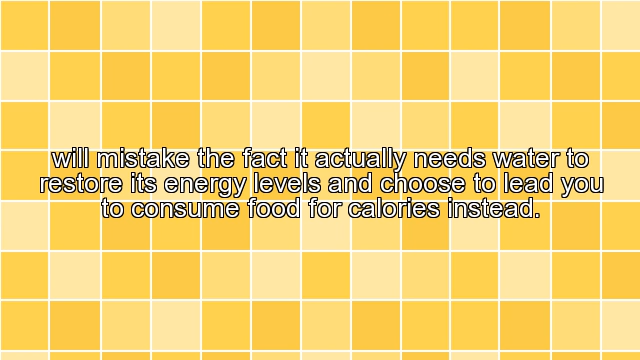 will mistake the fact it actually needs water to
restore its energy levels and choose to lead you
to consume food for calories instead.